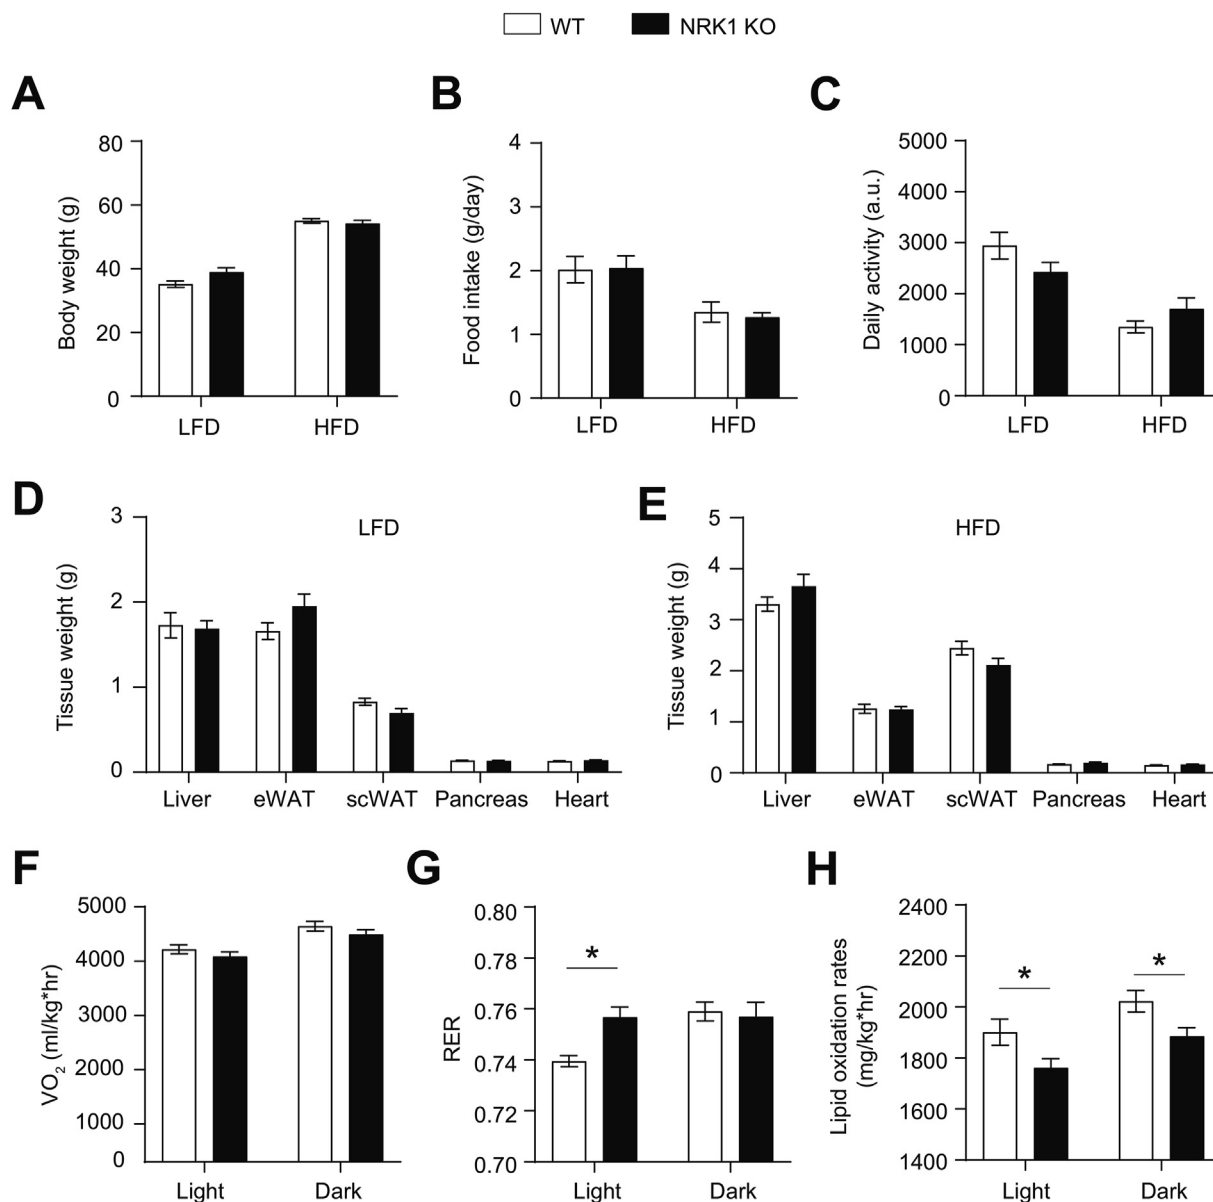 WT NRK1 KO
A
Body weight (g)
80
60
40
20
0
LFD HFD
B
Food intake (g/day)
4
3
2
1
0
LFD HFD
C
Daily activity (a.u.)
5000
4000
3000
2000
1000
0
LFD HFD
D
LFD
Tissue weight (g)
3
2
1
0
Liver eWAT scWAT Pancreas Heart
E
HFD
Tissue weight (g)
5
4
3
2
1
0
Liver eWAT scWAT Pancreas Heart
F
VO2 (ml/kg*hr)
5000
4000
3000
2000
1000
0
Light Dark
G
RER
0.80
0.78
0.76
0.74
0.72
0.70
*
Light Dark
H
Lipid oxidation rates
(mg/kg*hr)
2400
2200
2000
1800
1600
1400
* *
Light Dark